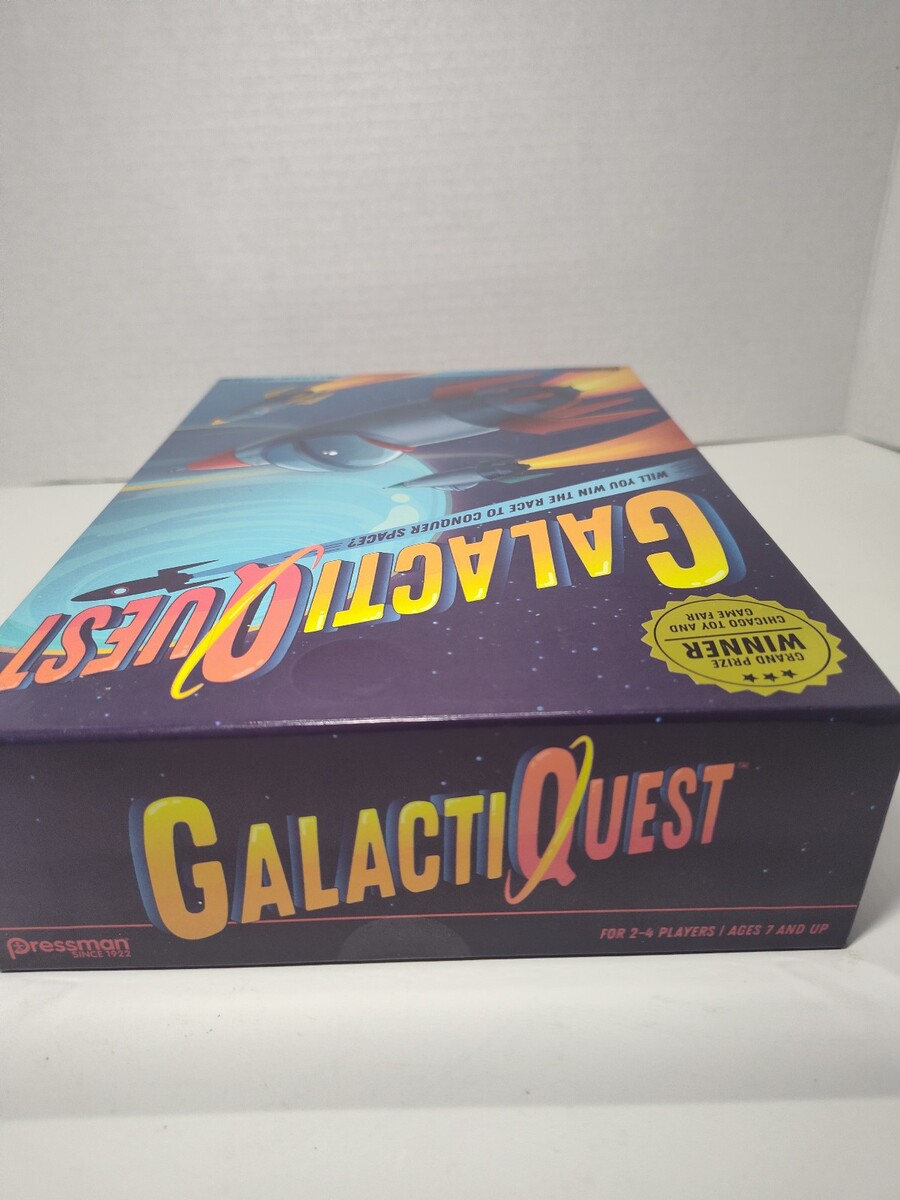 WILL YOU WIN THE RACE TO CONQUER SPACE?
GALACTIQUEST
GRAND PRIZE
WINNER
CHICAGO TOY AND
GAME FAIR
GALACTIQUEST™
pressman
SINCE 1922
FOR 2-4 PLAYERS | AGES 7 AND UP